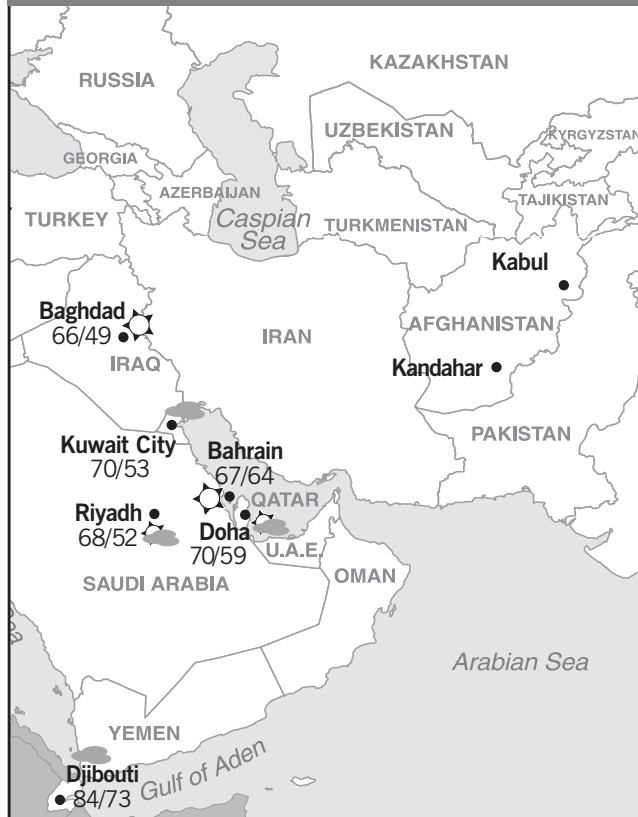 KAZAKHSTAN
RUSSIA
UZBEKISTAN
KYRGYZSTAN
GEORGIA
AZERBAIJAN
TAJIKISTAN
TURKEY
Caspian
Sea
TURKMENISTAN
Kabul
Baghdad
66/49
IRAQ
IRAN
AFGHANISTAN
Kandahar
PAKISTAN
Kuwait City
70/53
Bahrain
67/64
QATAR
Riyadh
68/52
Doha
70/59
U.A.E.
SAUDI ARABIA
OMAN
Arabian Sea
YEMEN
Gulf of Aden
Djibouti
84/73